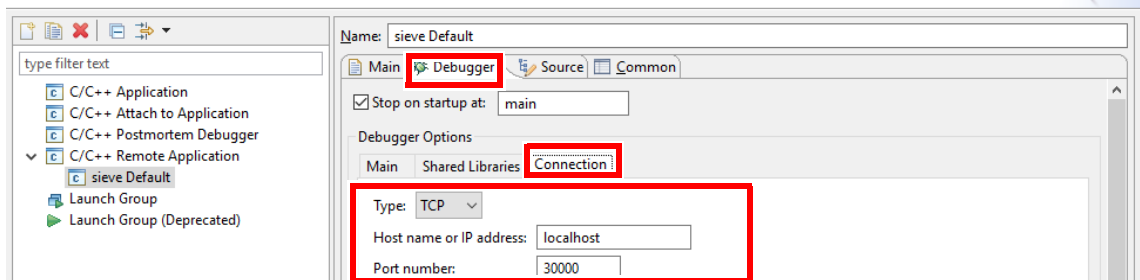 type filter text
C/C++ Application
C/C++ Attach to Application
C/C++ Postmortem Debugger
C/C++ Remote Application
sieve Default
Launch Group
Launch Group (Deprecated)
Name: sieve Default
Main Debugger Source Common
Stop on startup at: main
Debugger Options
Main Shared Libraries Connection
Type: TCP
Host name or IP address: localhost
Port number: 30000